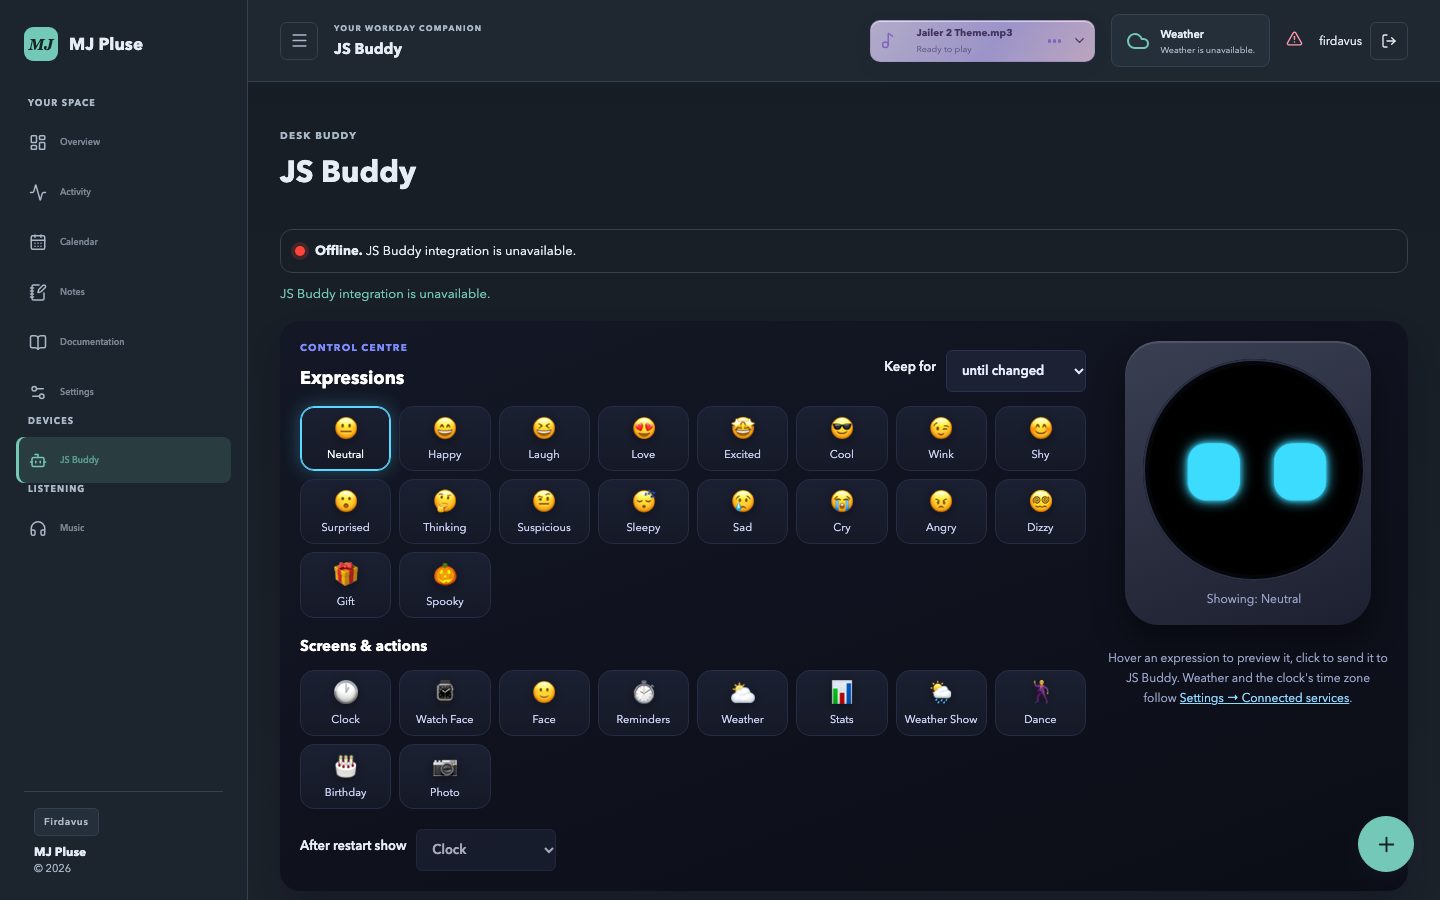 MJ
MJ Pluse
YOUR SPACE
Overview
Activity
Calendar
Notes
Documentation
Settings
DEVICES
JS Buddy
LISTENING
Music
Firdavus
MJ Pluse
© 2026
YOUR WORKDAY COMPANION
JS Buddy
Jailer 2 Theme.mp3
Ready to play
Weather
Weather is unavailable.
firdavus
DESK BUDDY
JS Buddy
Offline. JS Buddy integration is unavailable.
JS Buddy integration is unavailable.
CONTROL CENTRE
Expressions
Keep for
until changed
Neutral
Happy
Laugh
Love
Excited
Cool
Wink
Shy
Surprised
Thinking
Suspicious
Sleepy
Sad
Cry
Angry
Dizzy
Gift
Spooky
Screens & actions
Clock
Watch Face
Face
Reminders
Weather
Stats
Weather Show
Dance
Birthday
Photo
After restart show
Clock
Showing: Neutral
Hover an expression to preview it, click to send it to
JS Buddy. Weather and the clock's time zone
follow Settings → Connected services.